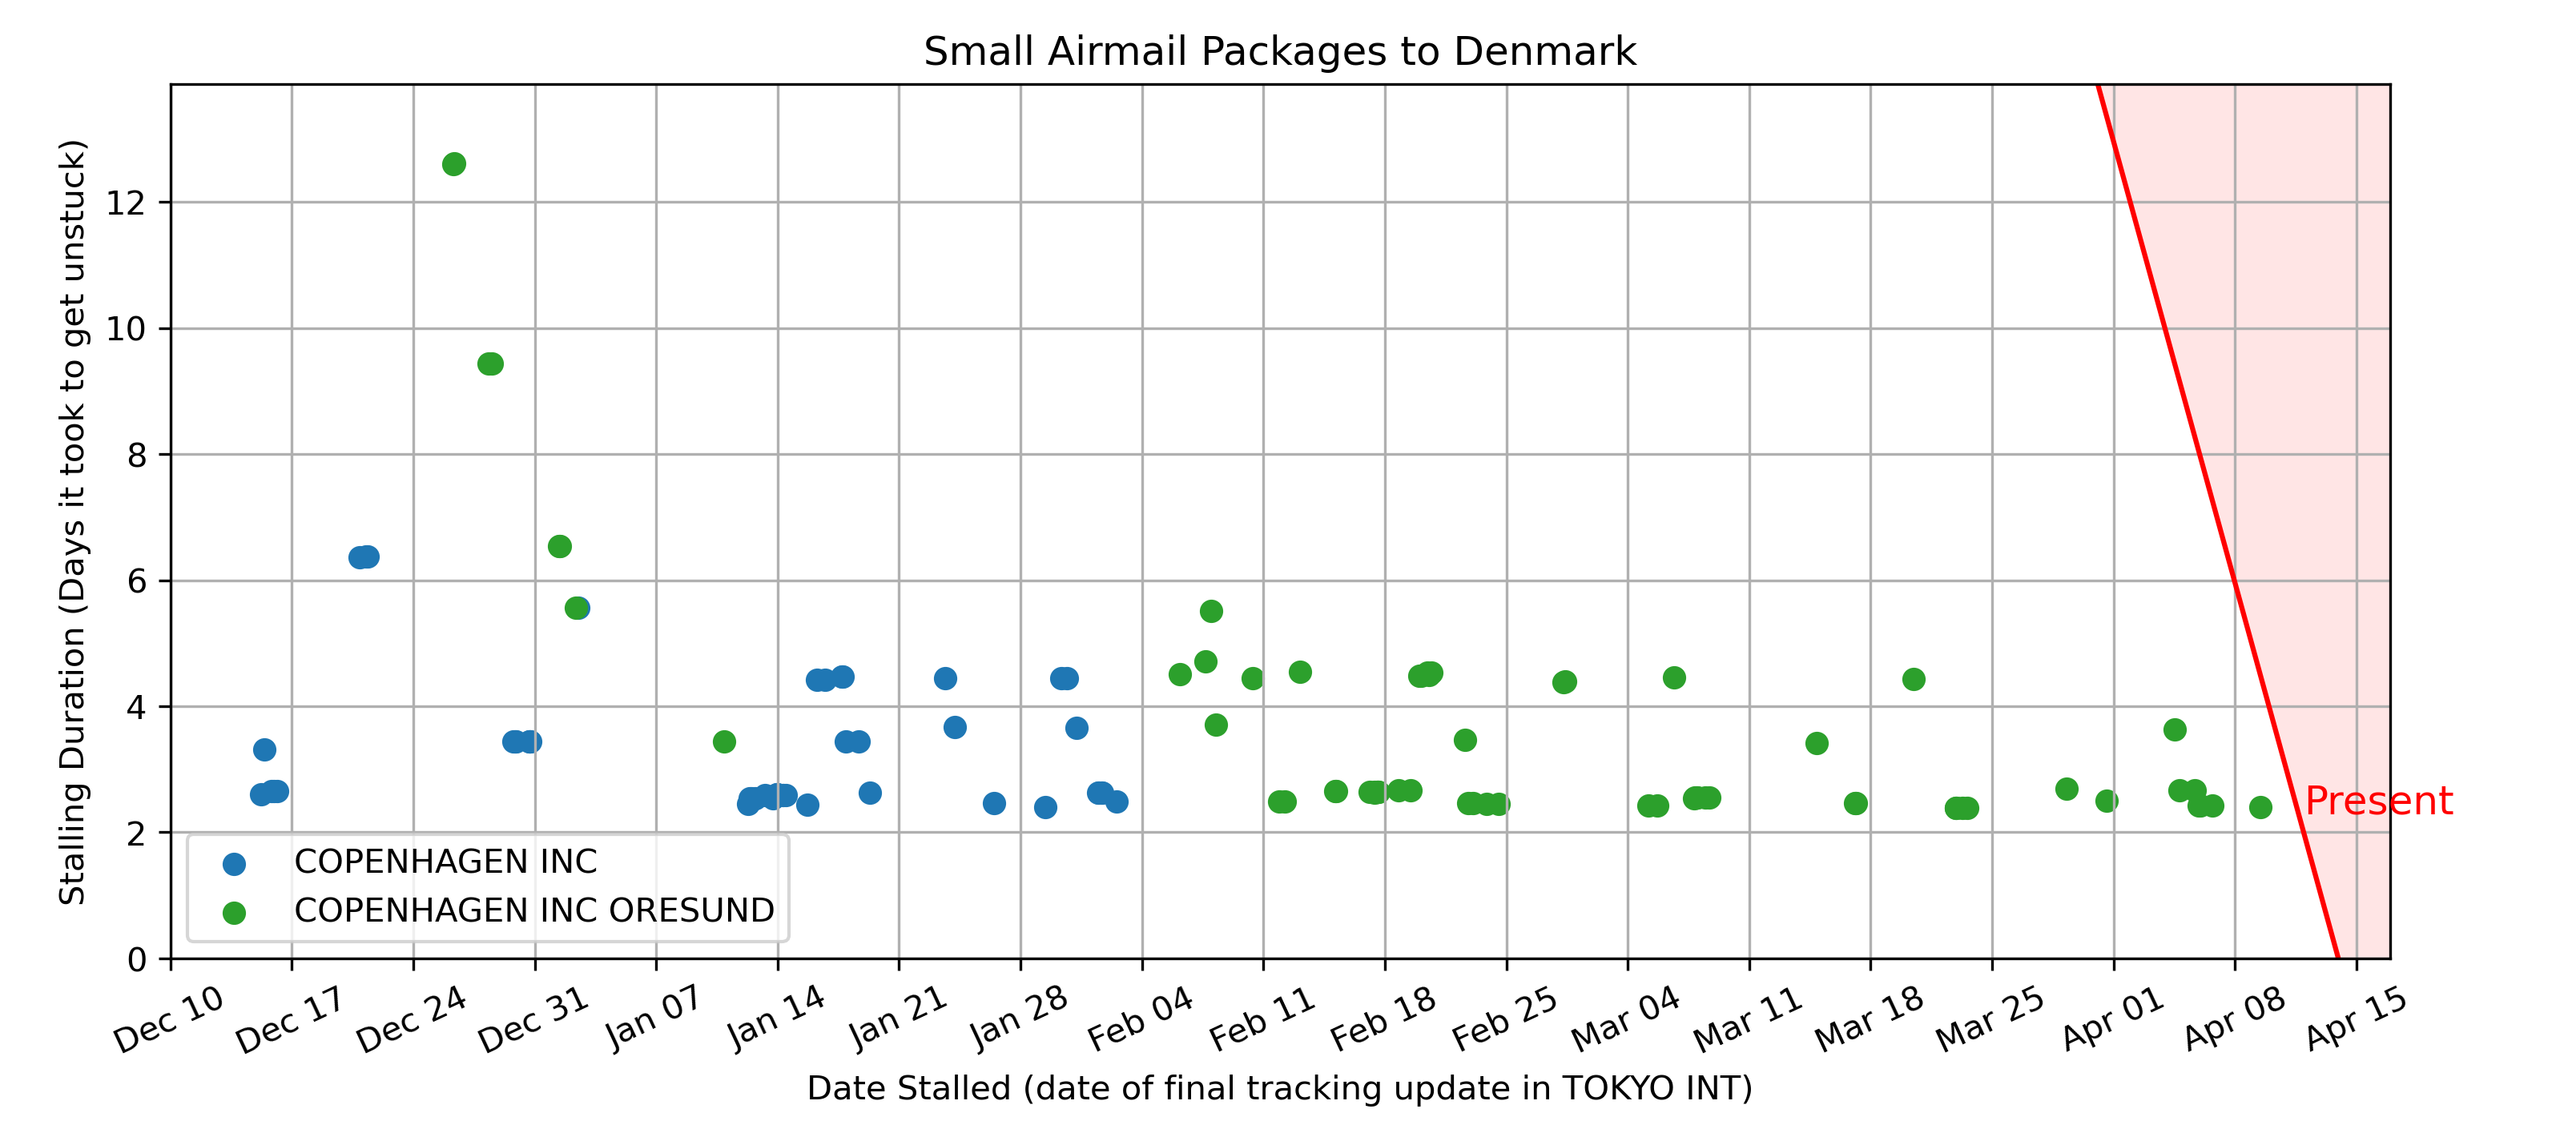 Small Airmail Packages to Denmark
Stalling Duration (Days it took to get unstuck)
12
10
8
6
4
2
0
Present
COPENHAGEN INC
COPENHAGEN INC ORESUND
Dec 10
Dec 17
Dec 24
Dec 31
Jan 07
Jan 14
Jan 21
Jan 28
Feb 04
Feb 11
Feb 18
Feb 25
Mar 04
Mar 11
Mar 18
Mar 25
Apr 01
Apr 08
Apr 15
Date Stalled (date of final tracking update in TOKYO INT)